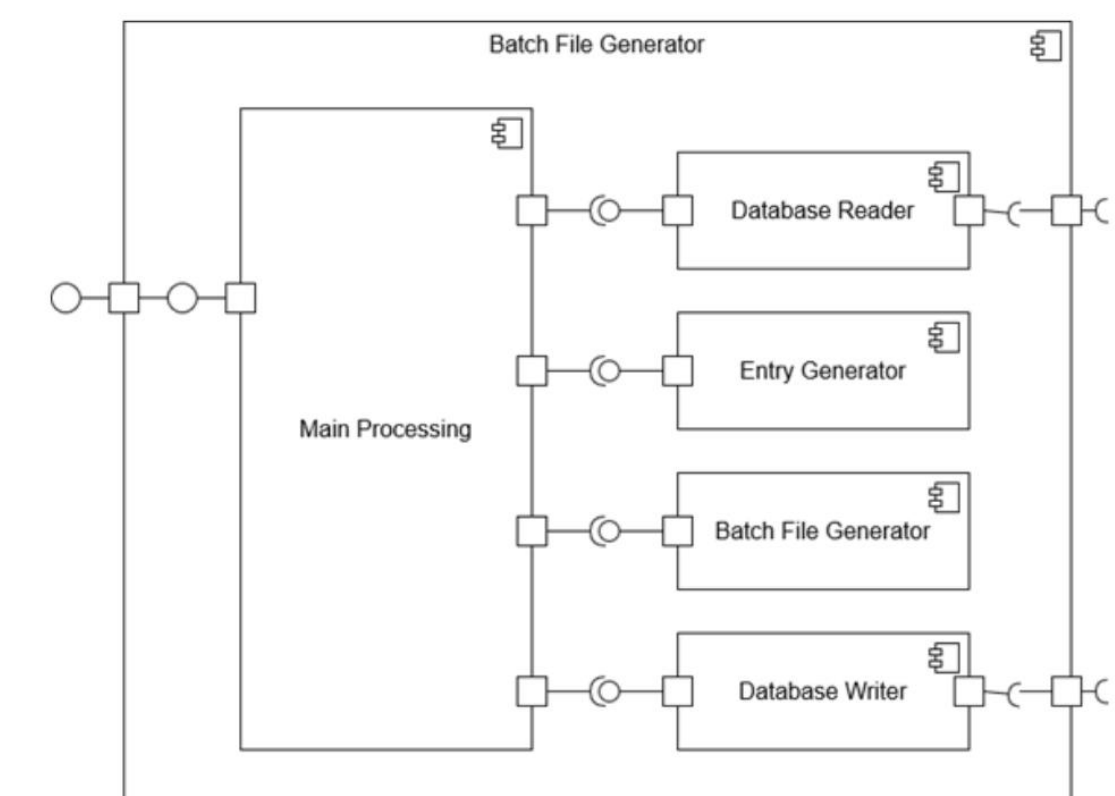 Batch File Generator
Database Reader
Entry Generator
Main Processing
Batch File Generator
Database Writer